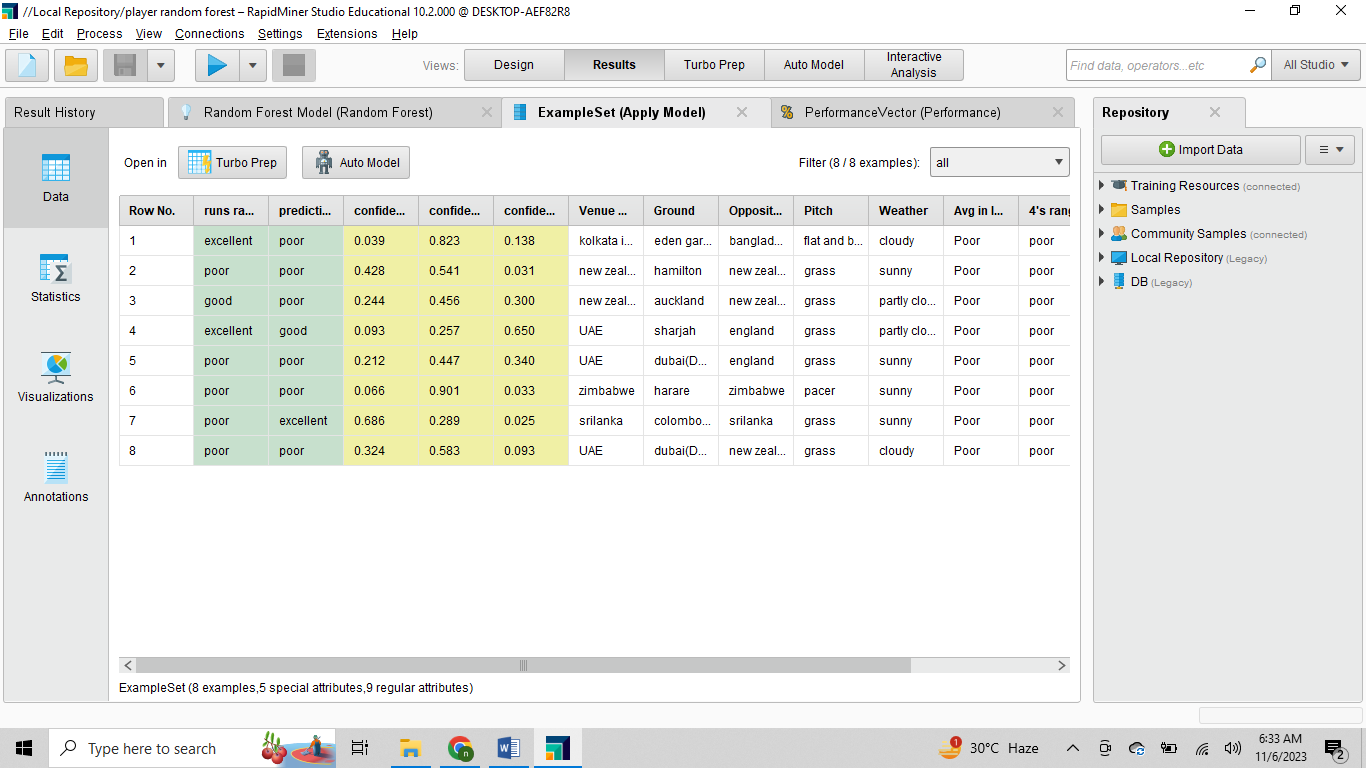 //Local Repository/player random forest – RapidMiner Studio Educational 10.2.000 @ DESKTOP-AEF82R8
File Edit Process View Connections Settings Extensions Help
Views: Design Results Turbo Prep Auto Model Interactive Analysis Find data, operators...etc All Studio
Result History Random Forest Model (Random Forest) ExampleSet (Apply Model) PerformanceVector (Performance) Repository
Data
Statistics
Visualizations
Annotations
Open in Turbo Prep Auto Model Filter (8 / 8 examples): all
Row No. runs ra... predicti... confide... confide... confide... Venue ... Ground Opposit... Pitch Weather Avg in l... 4's rang
1 excellent poor 0.039 0.823 0.138 kolkata i... eden gar... banglad... flat and b... cloudy Poor poor
2 poor poor 0.428 0.541 0.031 new zeal... hamilton new zeal... grass sunny Poor poor
3 good poor 0.244 0.456 0.300 new zeal... auckland new zeal... grass partly clo... Poor poor
4 excellent good 0.093 0.257 0.650 UAE sharjah england grass partly clo... Poor poor
5 poor poor 0.212 0.447 0.340 UAE dubai(D... england grass sunny Poor poor
6 poor poor 0.066 0.901 0.033 zimbabwe harare zimbabwe pacer sunny Poor poor
7 poor excellent 0.686 0.289 0.025 srilanka colombo... srilanka grass sunny Poor poor
8 poor poor 0.324 0.583 0.093 UAE dubai(D... new zeal... grass cloudy Poor poor
ExampleSet (8 examples,5 special attributes,9 regular attributes)
Import Data
Training Resources (connected)
Samples
Community Samples (connected)
Local Repository (Legacy)
DB (Legacy)
Type here to search
30°C Haze
6:33 AM
11/6/2023
2